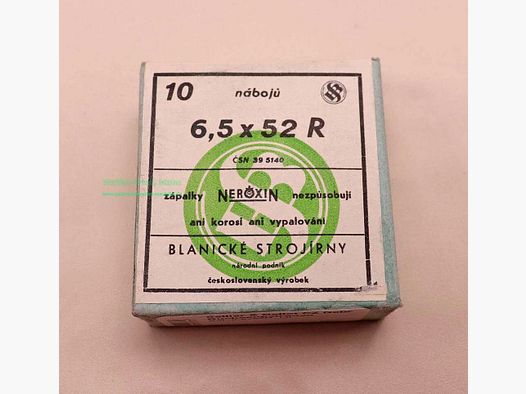 10 nábojů
6,5 x 52 R
ČSN 39 5140
zápalky NEROXIN nezpůsobují
ani korosi ani vypalování
BLANICKÉ STROJÍRNY
národní podnik
československý výrobek